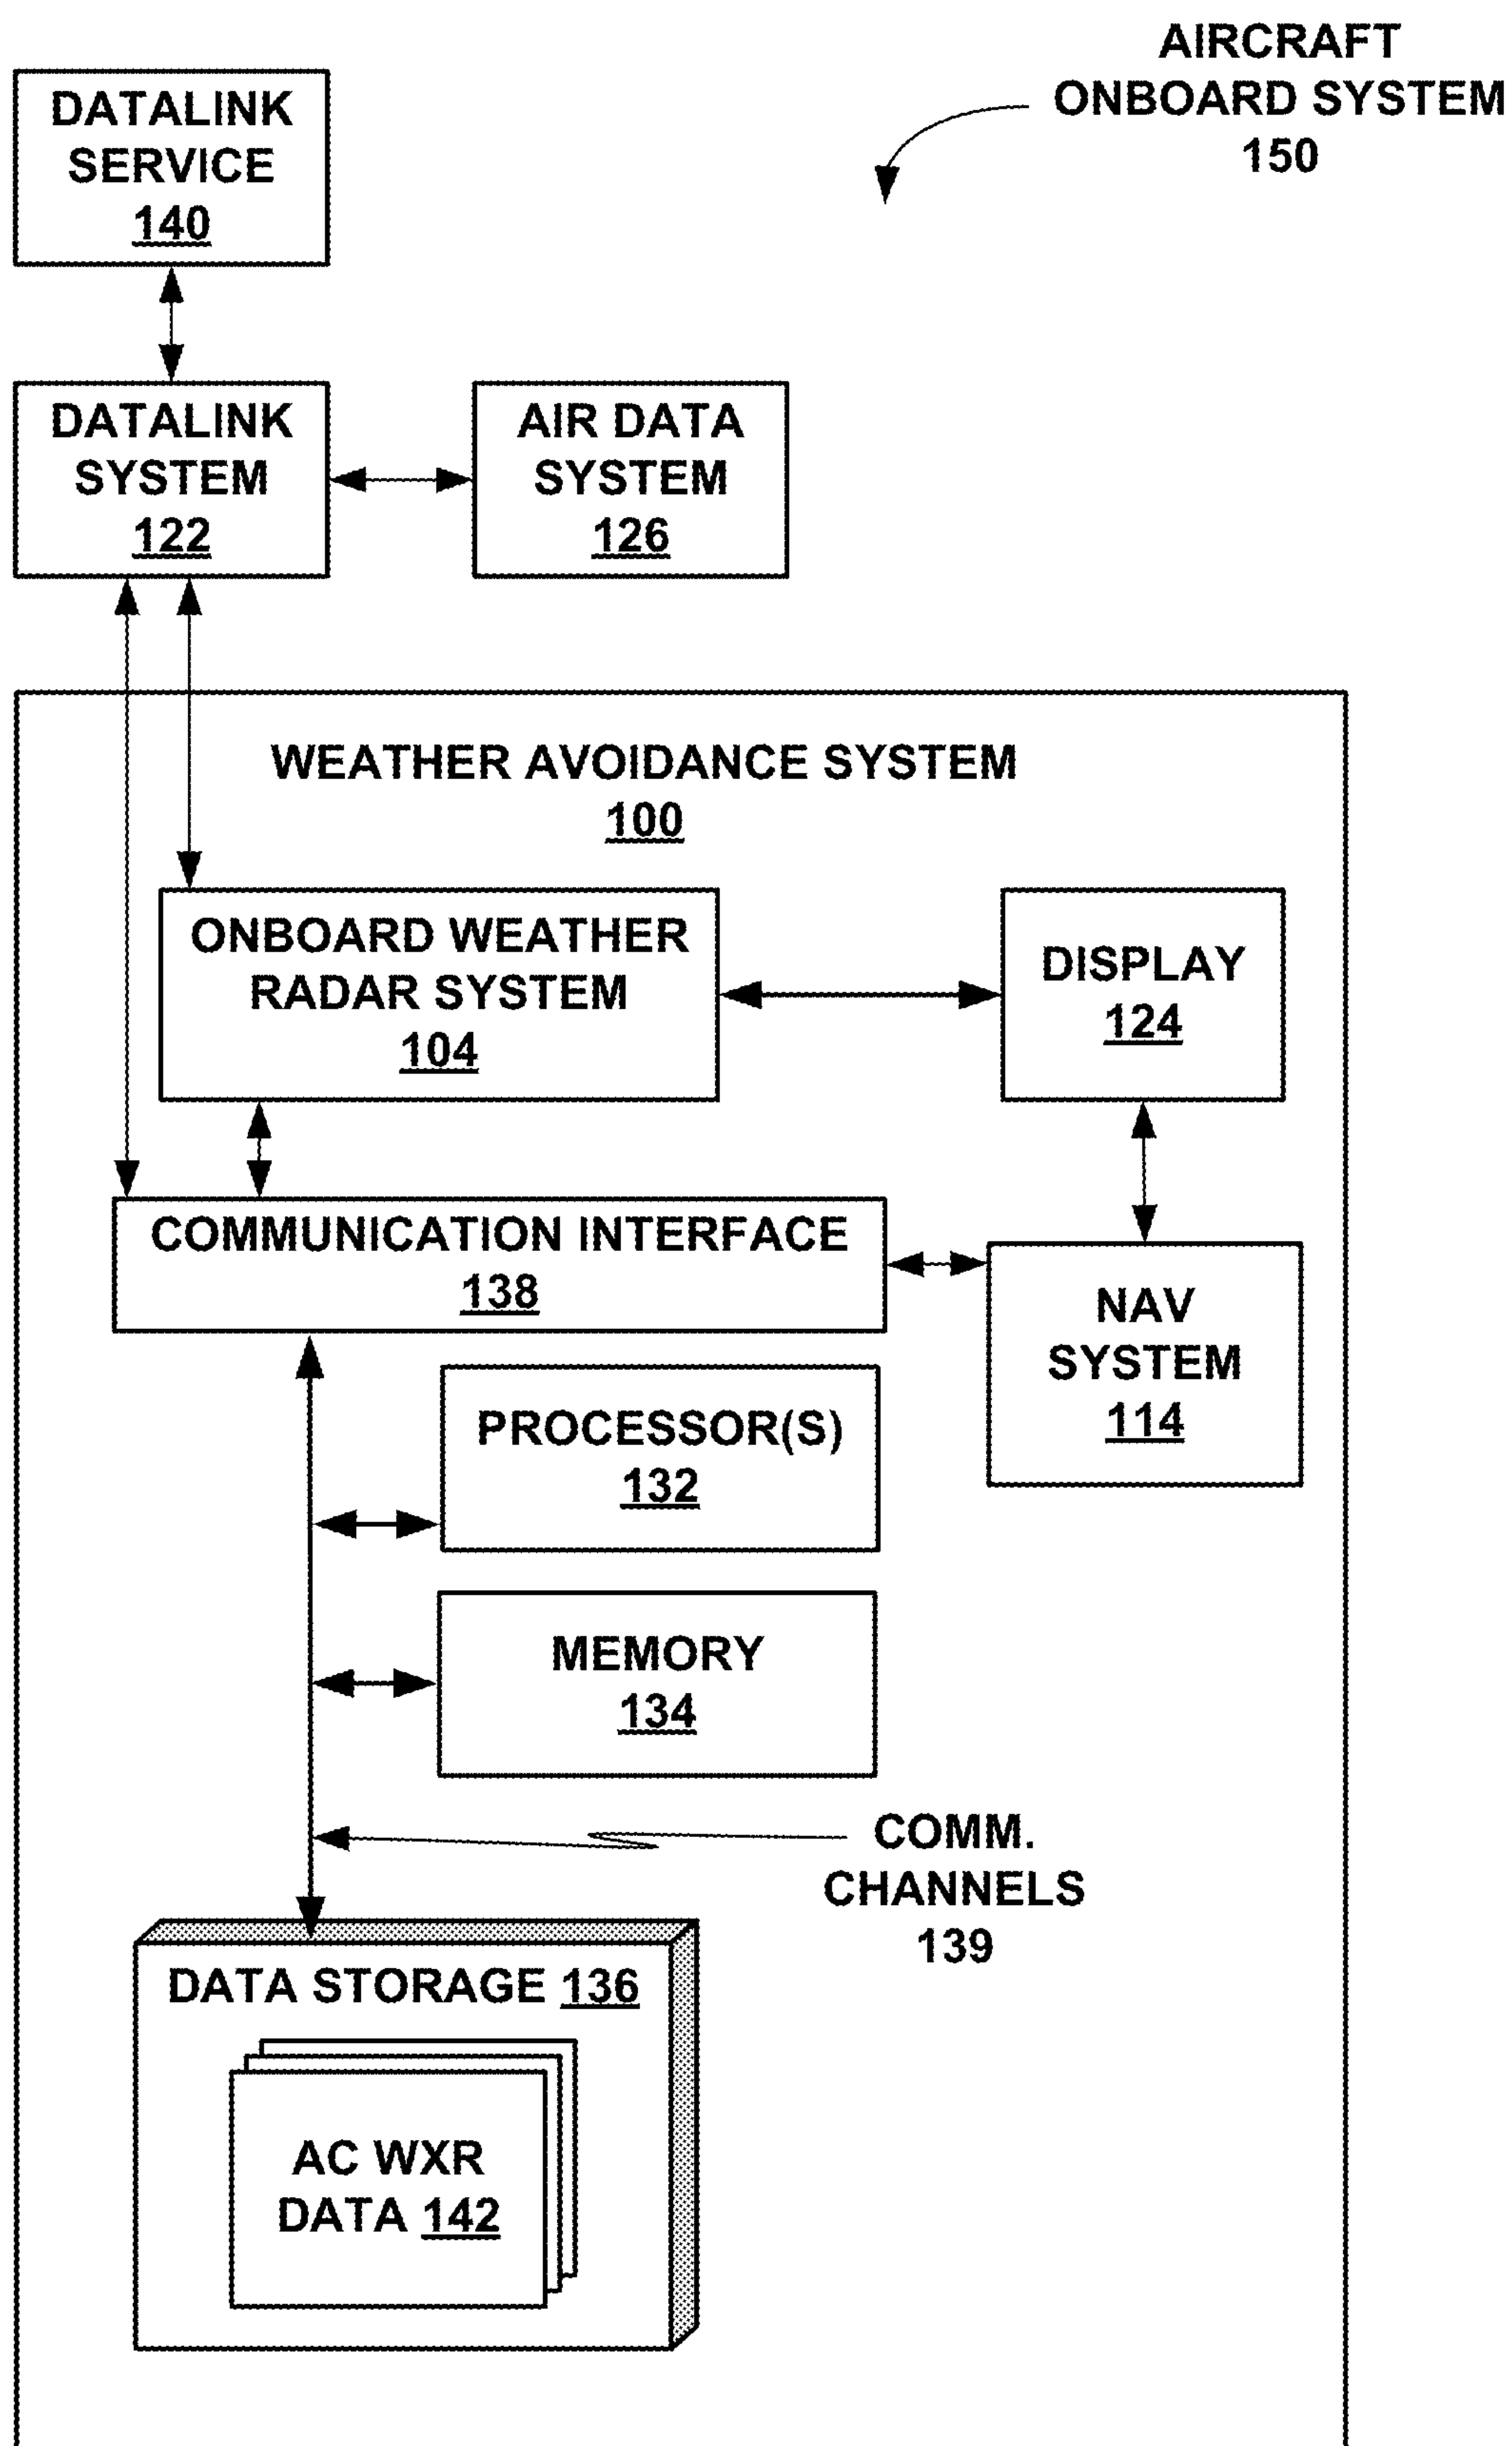 AIRCRAFT
ONBOARD SYSTEM
150
DATALINK
SERVICE
140
DATALINK
SYSTEM
122
AIR DATA
SYSTEM
126
WEATHER AVOIDANCE SYSTEM
100
ONBOARD WEATHER
RADAR SYSTEM
104
DISPLAY
124
COMMUNICATION INTERFACE
138
NAV
SYSTEM
114
PROCESSOR(S)
132
MEMORY
134
COMM.
CHANNELS
139
DATA STORAGE 136
AC WXR
DATA 142